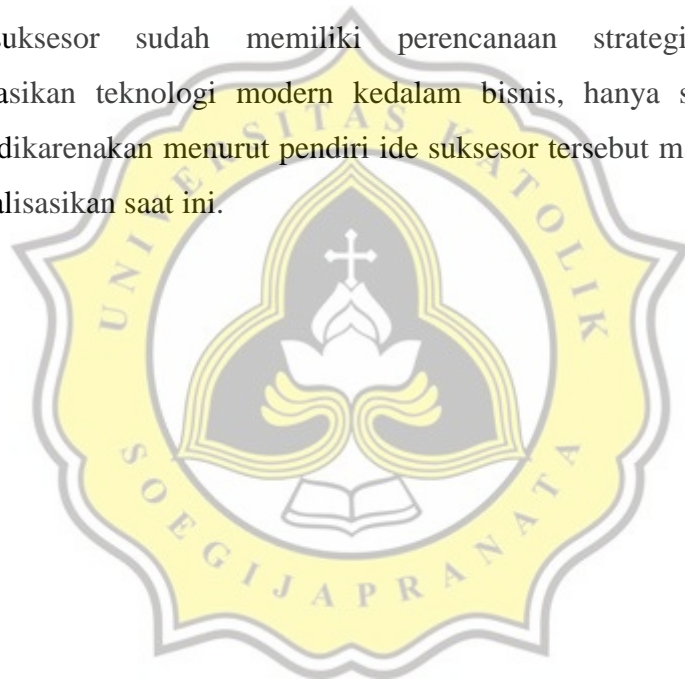 suksesor sudah memiliki perencanaan strategi
asikan teknologi modern kedalam bisnis, hanya s
dikarenakan menurut pendiri ide suksesor tersebut m
alisasikan saat ini.
UNIVERSITAS KATOLIK
SOEGIJAPRANATA